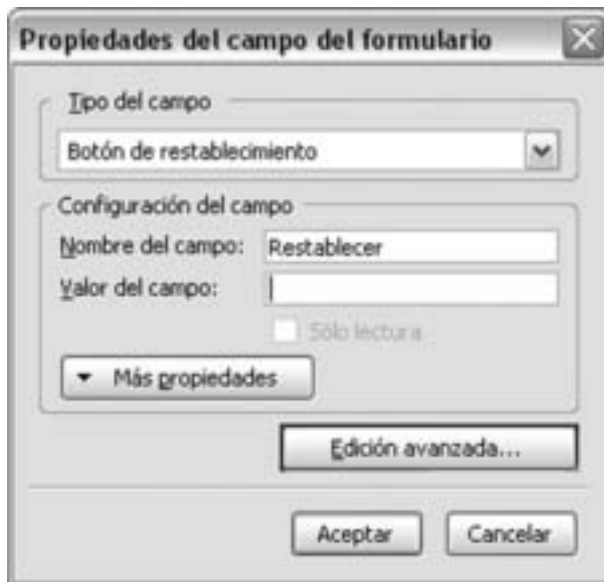 Propiedades del campo del formulario
Tipo del campo
Botón de restablecimiento
Configuración del campo
Nombre del campo: Restablecer
Valor del campo:
Sólo lectura
Más propiedades
Edición avanzada...
Aceptar Cancelar